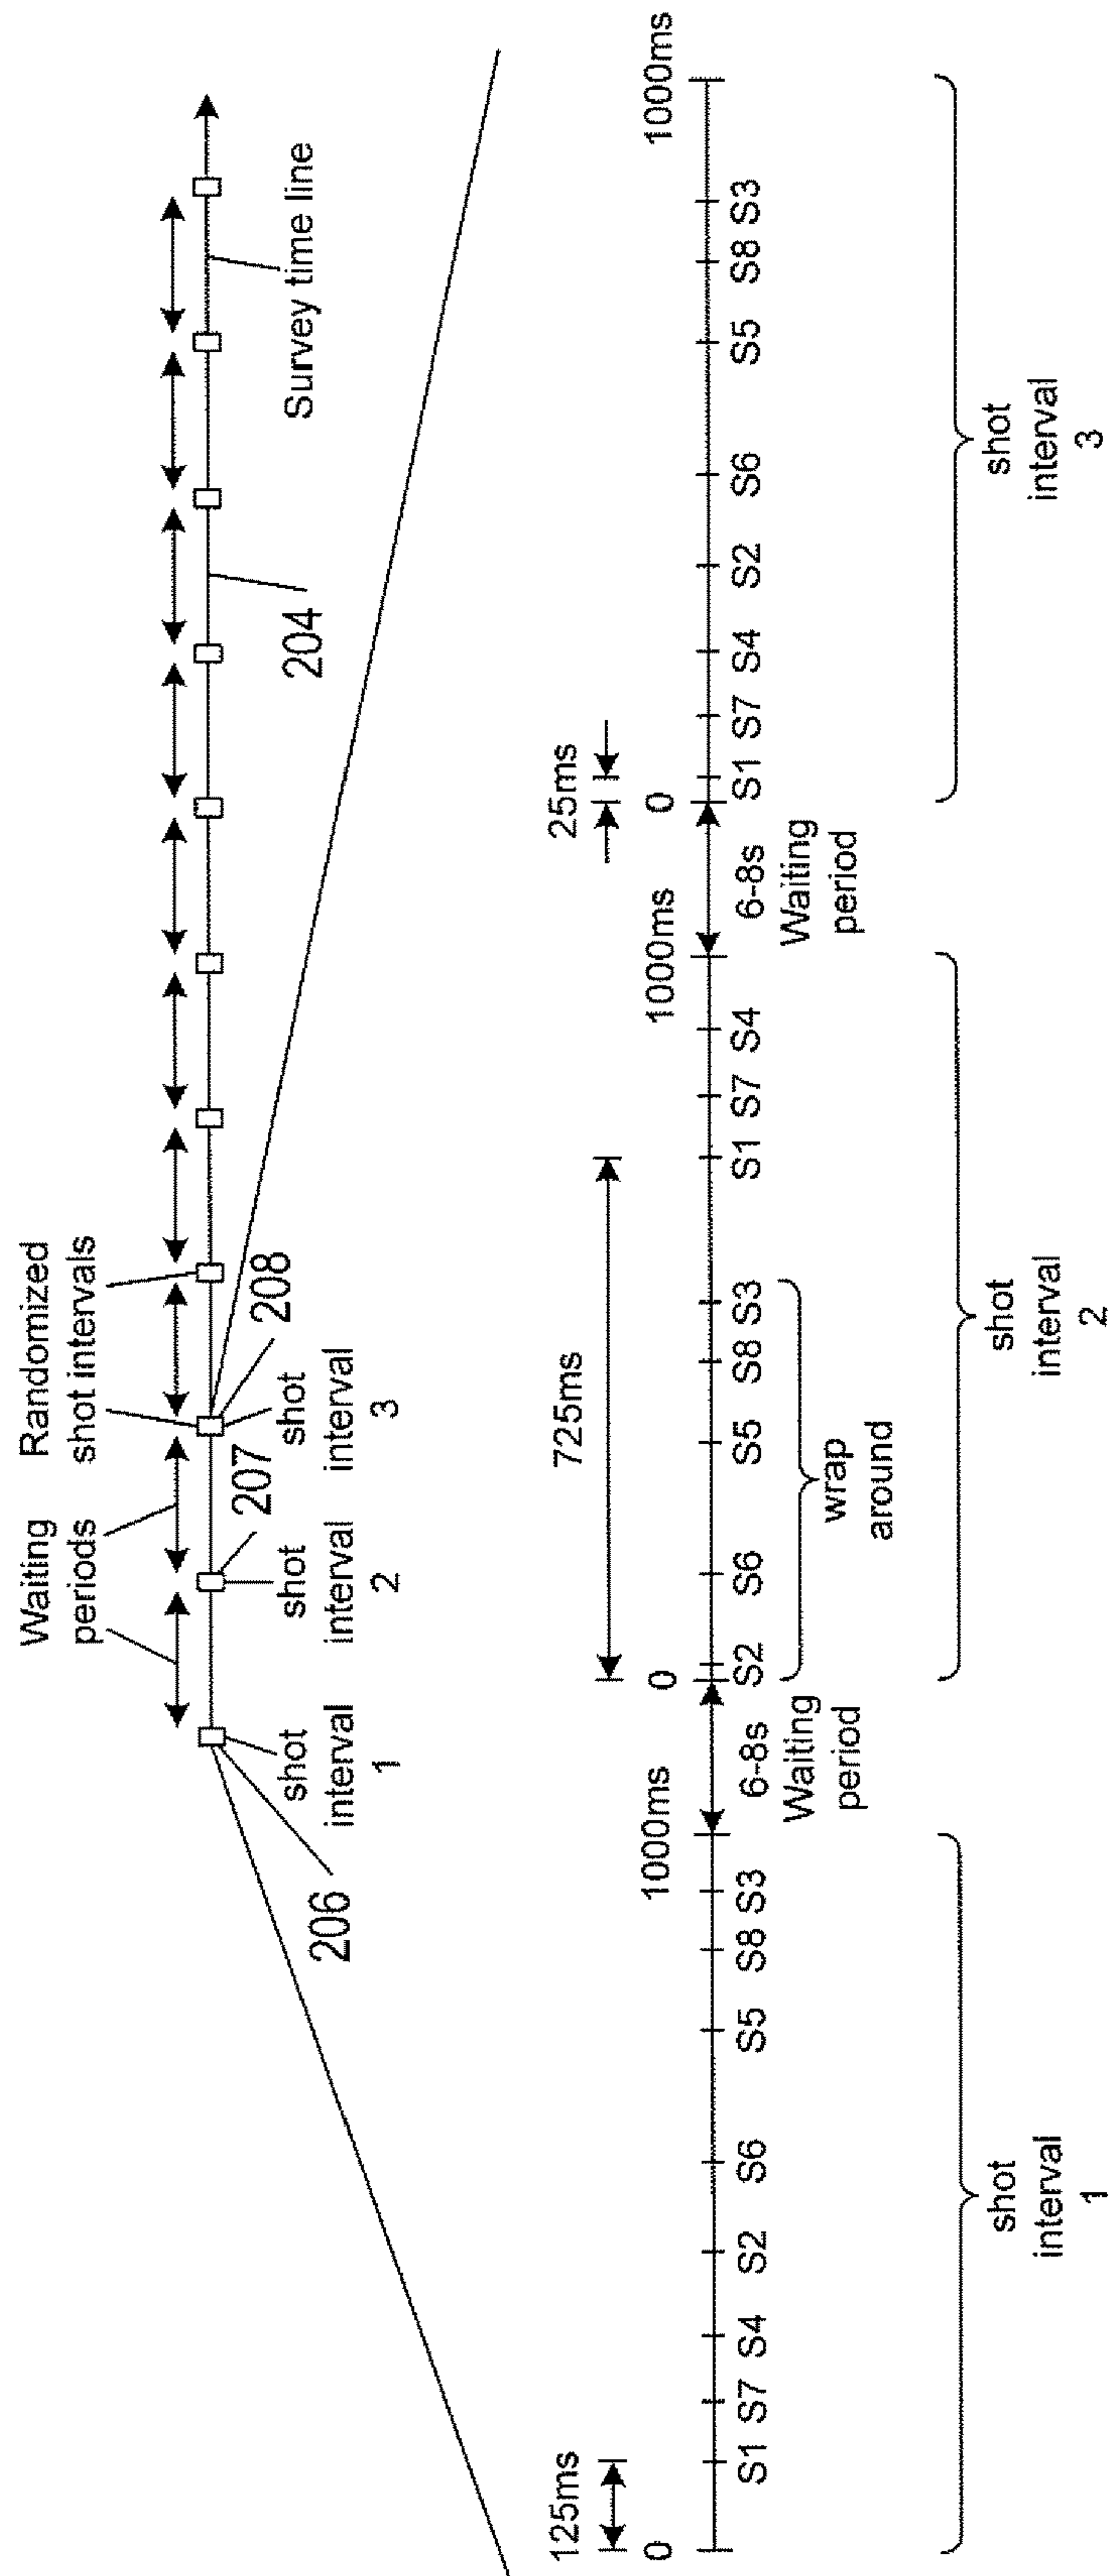 Waiting
periods
Randomized
shot intervals
206
shot
interval
1
207
shot
interval
2
208
shot
interval
3
204
Survey time line
125ms
0
1000ms
S1 S7 S4 S2 S6 S5 S8 S3
shot
interval
1
6-8s
Waiting
period
725ms
0
1000ms
S2 S6 S5 S8 S3 S1 S7 S4
wrap
around
shot
interval
2
6-8s
Waiting
period
25ms
0
1000ms
S1 S7 S4 S2 S6 S5 S8 S3
shot
interval
3